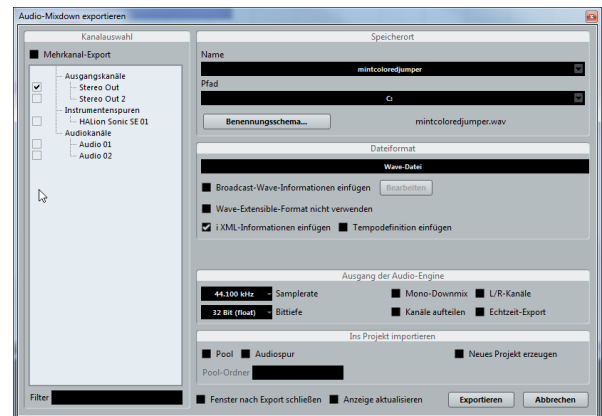 Audio-Mixdown exportieren
Kanalauswahl
Mehrkanal-Export
Ausgangskanäle
Stereo Out
Stereo Out 2
Instrumentenspuren
HALion Sonic SE 01
Audiokanäle
Audio 01
Audio 02
Filter
Speicherort
Name
mintcoloredjumper
Pfad
C:
Benennungsschema... mintcoloredjumper.wav
Dateiformat
Wave-Datei
Broadcast-Wave-Informationen einfügen Bearbeiten
Wave-Extensible-Format nicht verwenden
i XML-Informationen einfügen Tempodefinition einfügen
Ausgang der Audio-Engine
44.100 kHz Samplerate Mono-Downmix L/R-Kanäle
32 Bit (float) Bittiefe Kanäle aufteilen Echtzeit-Export
Ins Projekt importieren
Pool Audiospur Neues Projekt erzeugen
Pool-Ordner
Fenster nach Export schließen Anzeige aktualisieren Exportieren Abbrechen